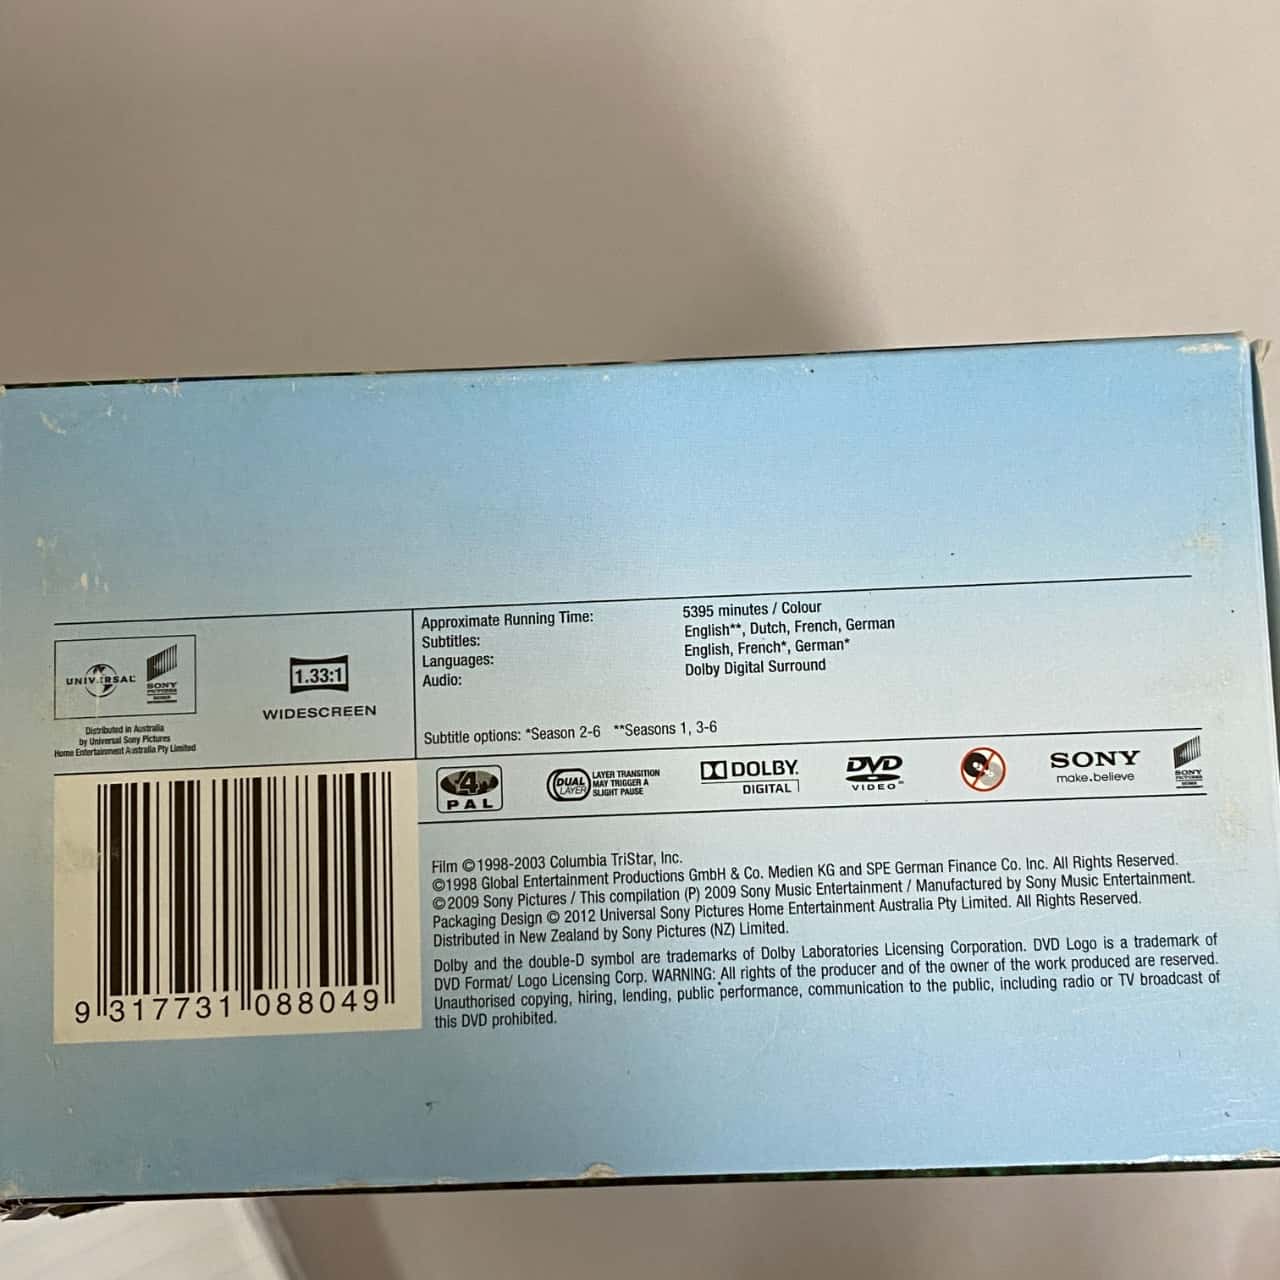 Approximate Running Time: 5395 minutes / Colour
Subtitles: English**, Dutch, French, German
Languages: English, French*, German*
Audio: Dolby Digital Surround
Subtitle options: *Season 2-6 **Seasons 1, 3-6
UNIVERSAL
SONY
PICTURES
Distributed in Australia
by Universal Sony Pictures
Home Entertainment Australia Pty Limited
1.33:1
WIDESCREEN
4
PAL
DUAL
LAYER
LAYER TRANSITION
MAY TRIGGER A
SLIGHT PAUSE
DOLBY
DIGITAL
DVD
VIDEO™
SONY
make.believe
SONY
PICTURES
9 317731 088049
Film ©1998-2003 Columbia TriStar, Inc.
©1998 Global Entertainment Productions GmbH & Co. Medien KG and SPE German Finance Co. Inc. All Rights Reserved.
©2009 Sony Pictures / This compilation (P) 2009 Sony Music Entertainment / Manufactured by Sony Music Entertainment.
Packaging Design © 2012 Universal Sony Pictures Home Entertainment Australia Pty Limited. All Rights Reserved.
Distributed in New Zealand by Sony Pictures (NZ) Limited.
Dolby and the double-D symbol are trademarks of Dolby Laboratories Licensing Corporation. DVD Logo is a trademark of
DVD Format/ Logo Licensing Corp. WARNING: All rights of the producer and of the owner of the work produced are reserved.
Unauthorised copying, hiring, lending, public performance, communication to the public, including radio or TV broadcast of
this DVD prohibited.